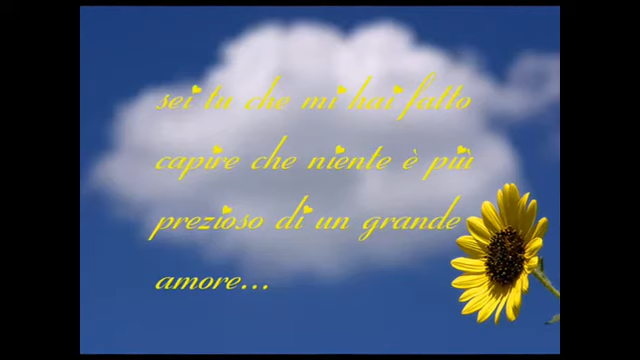 sei tu che mi hai fatto
capire che niente è più
prezioso di un grande
amore...